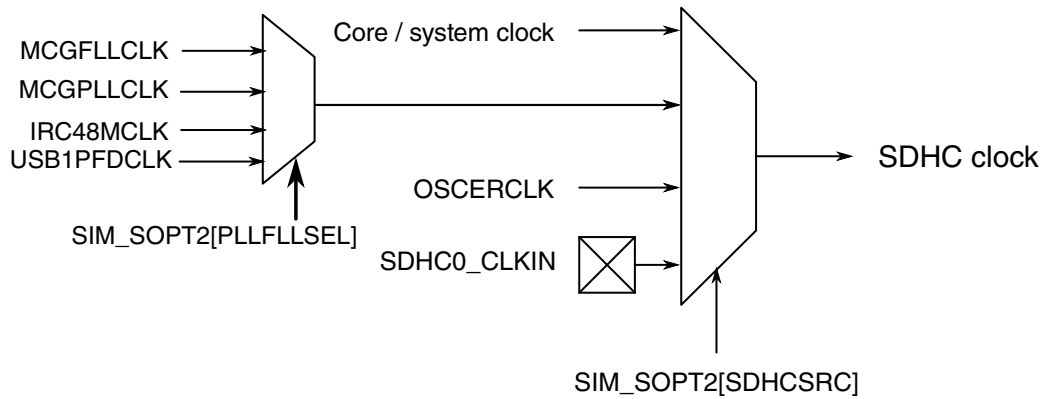 Core / system clock
MCGFLLCLK
MCGPLLCLK
IRC48MCLK
USB1PFDCLK
SDHC clock
OSCERCLK
SIM_SOPT2[PLLFLLSEL]
SDHC0_CLKIN
SIM_SOPT2[SDHCSRC]